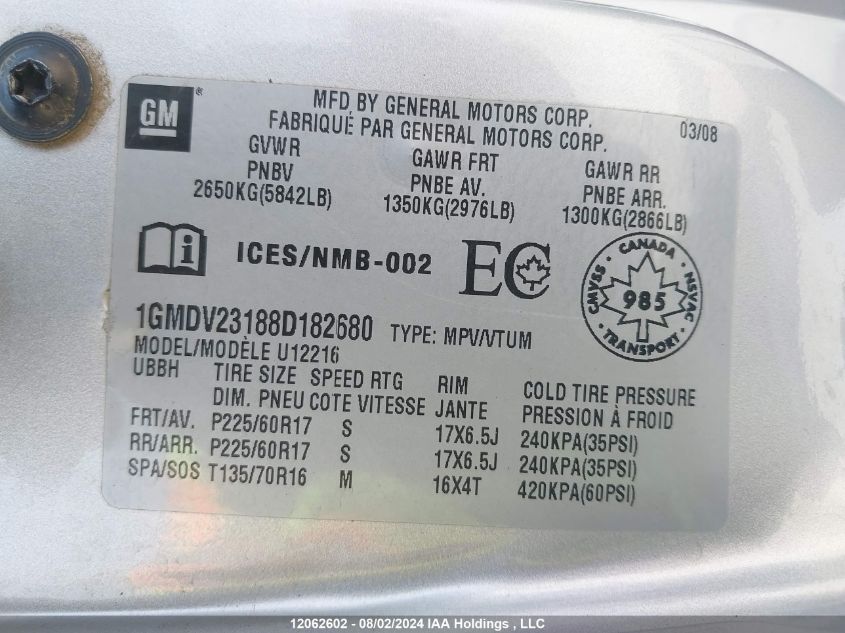 GM®
MFD BY GENERAL MOTORS CORP.
FABRIQUÉ PAR GENERAL MOTORS CORP.
03/08
GVWR
PNBV
2650KG(5842LB)
GAWR FRT
PNBE AV.
1350KG(2976LB)
GAWR RR
PNBE ARR.
1300KG(2866LB)
ICES/NMB-002
EC
CANADA
CMVSS
NSVAC
985
TRANSPORT
1GMDV23188D182680 TYPE: MPV/VTUM
MODEL/MODÈLE U12216
UBBH TIRE SIZE SPEED RTG RIM COLD TIRE PRESSURE
DIM. PNEU COTE VITESSE JANTE PRESSION À FROID
FRT/AV. P225/60R17 S 17X6.5J 240KPA(35PSI)
RR/ARR. P225/60R17 S 17X6.5J 240KPA(35PSI)
SPA/SOS T135/70R16 M 16X4T 420KPA(60PSI)
12062602 - 08/02/2024 IAA Holdings , LLC